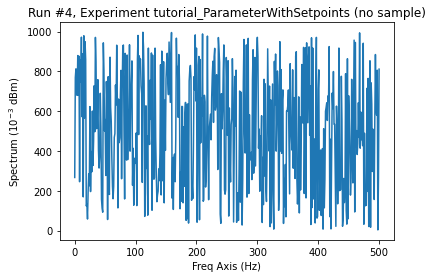 Run #4, Experiment tutorial_ParameterWithSetpoints (no sample)
1000
800
600
400
200
0
Spectrum (10⁻³ dBm)
0 100 200 300 400 500
Freq Axis (Hz)